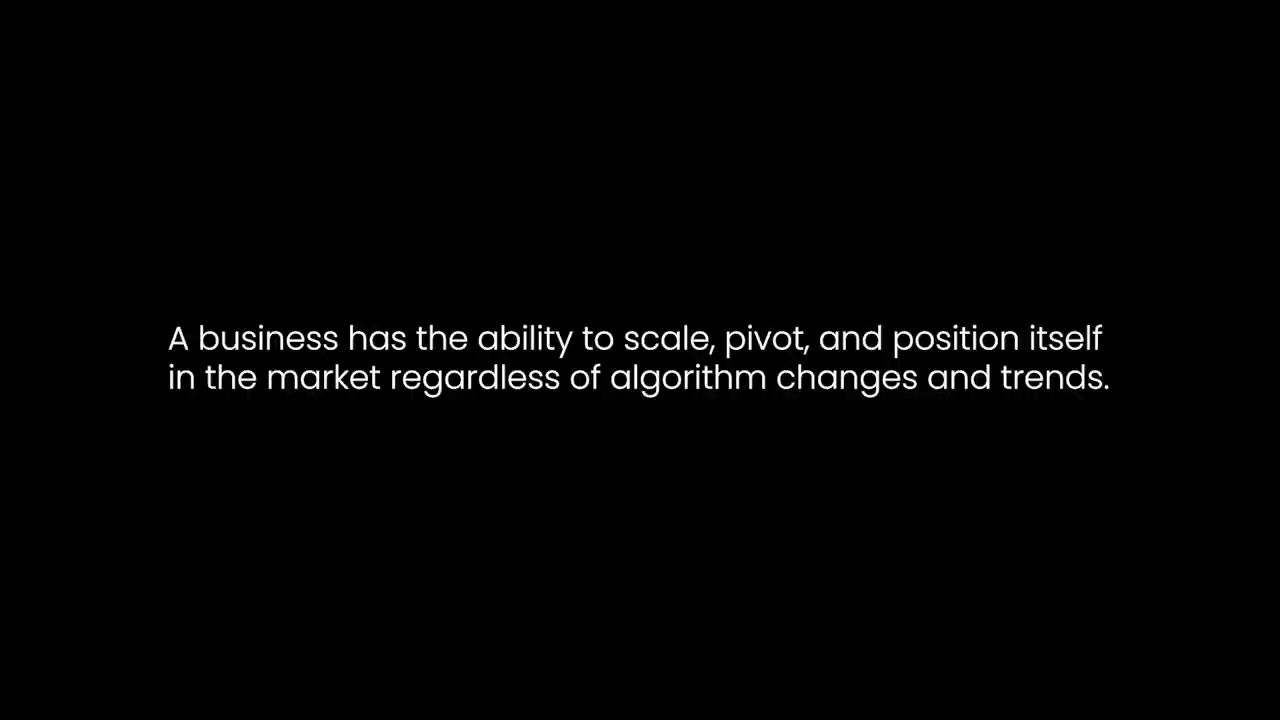 A business has the ability to scale, pivot, and position itself
in the market regardless of algorithm changes and trends.